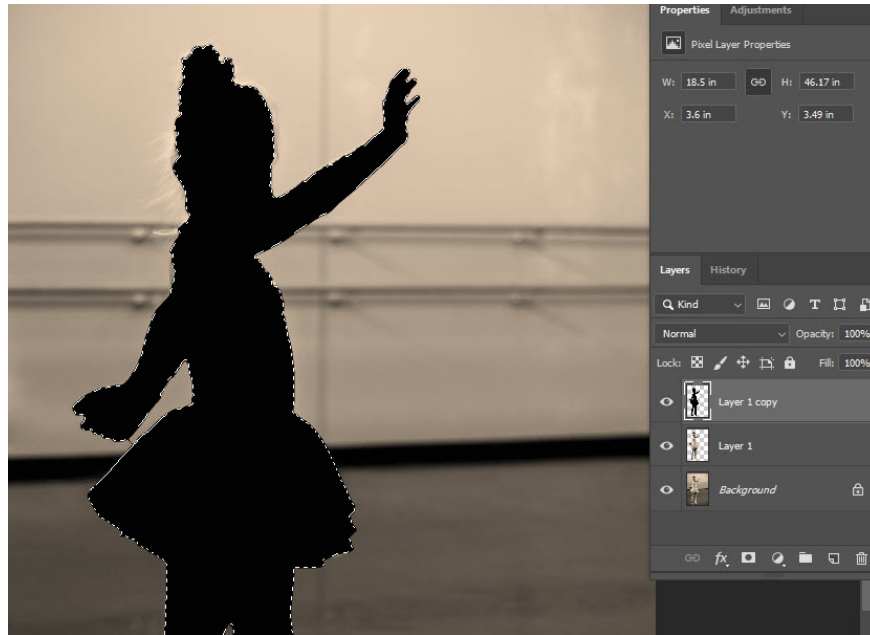 Properties Adjustments
Pixel Layer Properties
W: 18.5 in H: 46.17 in
X: 3.6 in Y: 3.49 in
Layers History
Kind T
Normal Opacity: 100%
Lock: Fill: 100%
Layer 1 copy
Layer 1
Background
fx